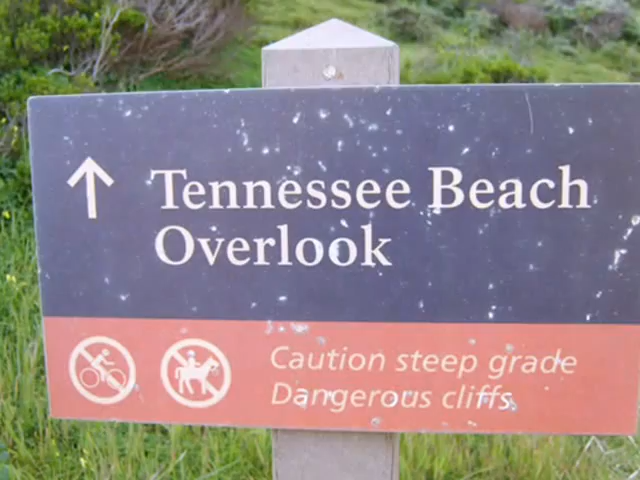 Tennessee Beach
Overlook
Caution steep grade
Dangerous cliffs